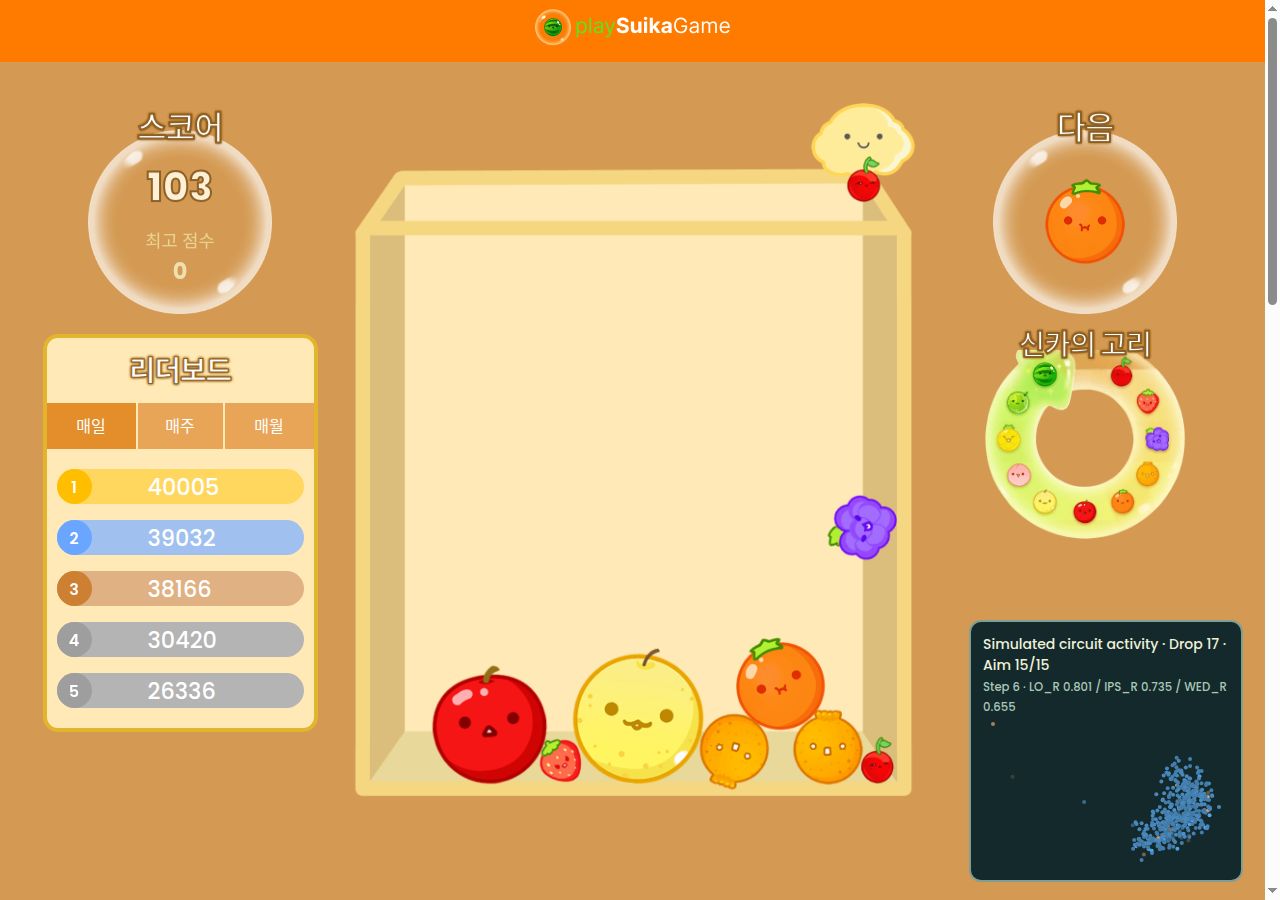 playSuikaGame
스코어
103
최고 점수
0
리더보드
매일 매주 매월
1 40005
2 39032
3 38166
4 30420
5 26336
다음
신카의 고리
Simulated circuit activity · Drop 17 ·
Aim 15/15
Step 6 · LO_R 0.801 / IPS_R 0.735 / WED_R
0.655